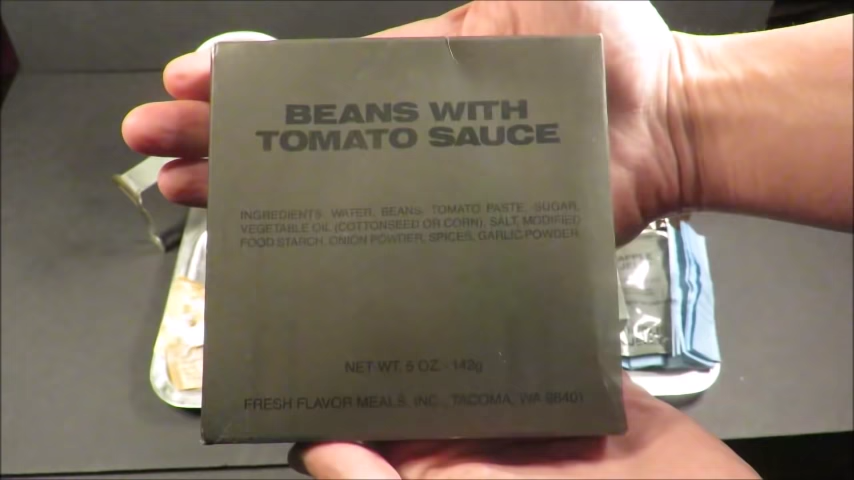 BEANS WITH
TOMATO SAUCE
INGREDIENTS: WATER, BEANS, TOMATO PASTE, SUGAR,
VEGETABLE OIL (COTTONSEED OR CORN), SALT, MODIFIED
FOOD STARCH, ONION POWDER, SPICES, GARLIC POWDER
NET WT. 5 OZ. - 142g
FRESH FLAVOR MEALS, INC., TACOMA, WA 98401
APPLE